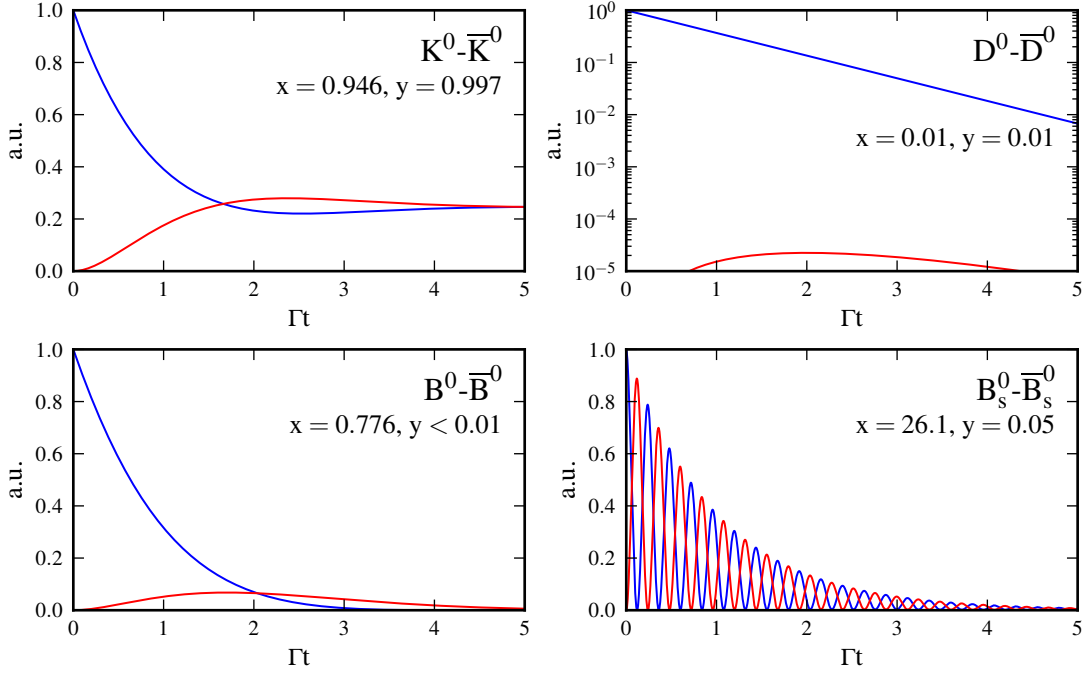 K⁰-K̅⁰
x = 0.946, y = 0.997
a.u.
1.0
0.8
0.6
0.4
0.2
0.0
0 1 2 3 4 5
Γt
D⁰-D̅⁰
x = 0.01, y = 0.01
a.u.
10⁰
10⁻¹
10⁻²
10⁻³
10⁻⁴
10⁻⁵
0 1 2 3 4 5
Γt
B⁰-B̅⁰
x = 0.776, y < 0.01
a.u.
1.0
0.8
0.6
0.4
0.2
0.0
0 1 2 3 4 5
Γt
B⁰ₛ-B̅⁰ₛ
x = 26.1, y = 0.05
a.u.
1.0
0.8
0.6
0.4
0.2
0.0
0 1 2 3 4 5
Γt